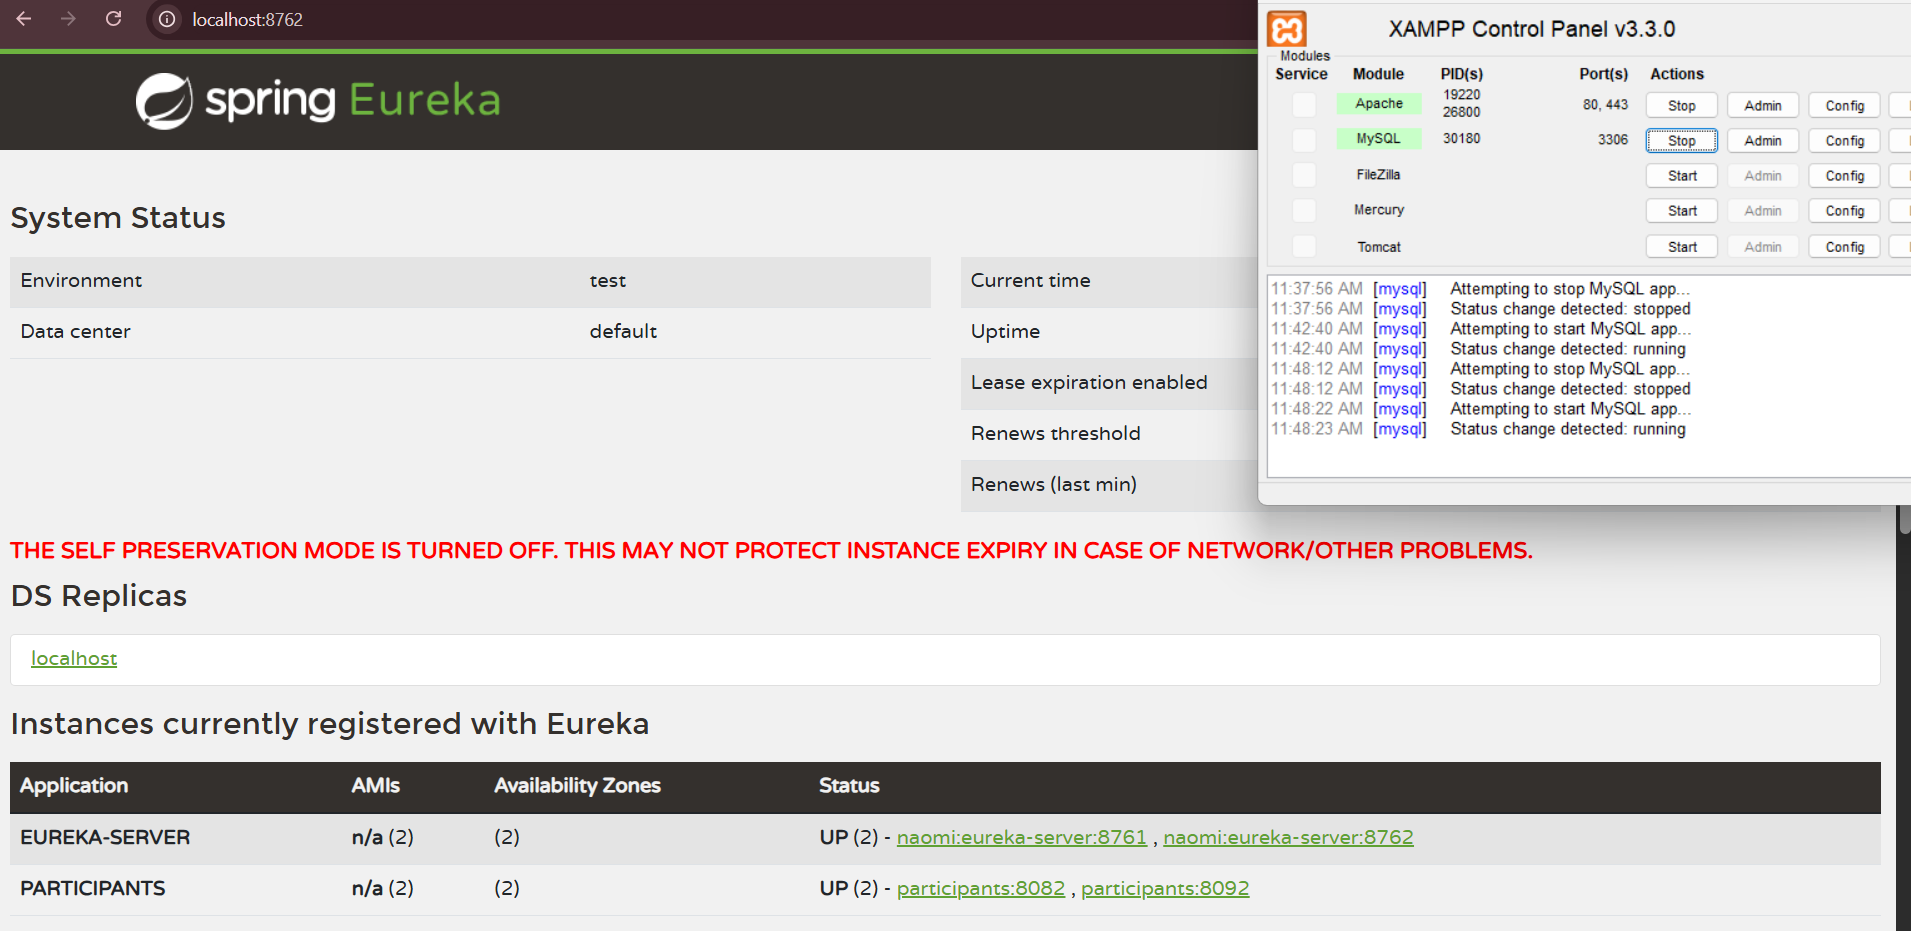 localhost:8762
spring Eureka
System Status
Environment test
Data center default
Current time
Uptime
Lease expiration enabled
Renews threshold
Renews (last min)
THE SELF PRESERVATION MODE IS TURNED OFF. THIS MAY NOT PROTECT INSTANCE EXPIRY IN CASE OF NETWORK/OTHER PROBLEMS.
DS Replicas
localhost
Instances currently registered with Eureka
Application AMIs Availability Zones Status
EUREKA-SERVER n/a (2) (2) UP (2) - naomi:eureka-server:8761 , naomi:eureka-server:8762
PARTICIPANTS n/a (2) (2) UP (2) - participants:8082 , participants:8092
XAMPP Control Panel v3.3.0
Modules
Service Module PID(s) Port(s) Actions
Apache 19220 80, 443 Stop Admin Config
26800
MySQL 30180 3306 Stop Admin Config
FileZilla Start Admin Config
Mercury Start Admin Config
Tomcat Start Admin Config
11:37:56 AM [mysql] Attempting to stop MySQL app...
11:37:56 AM [mysql] Status change detected: stopped
11:42:40 AM [mysql] Attempting to start MySQL app...
11:42:40 AM [mysql] Status change detected: running
11:48:12 AM [mysql] Attempting to stop MySQL app...
11:48:12 AM [mysql] Status change detected: stopped
11:48:22 AM [mysql] Attempting to start MySQL app...
11:48:23 AM [mysql] Status change detected: running